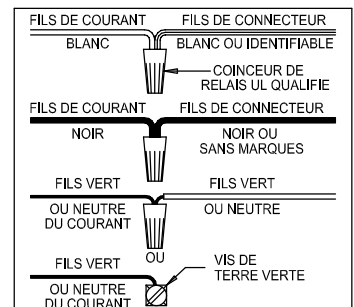 FILS DE COURANT FILS DE CONNECTEUR
BLANC BLANC OU IDENTIFIABLE
COINCEUR DE
RELAIS UL QUALIFIE
FILS DE COURANT FILS DE CONNECTEUR
NOIR NOIR OU
SANS MARQUES
FILS VERT FILS VERT
OU NEUTRE OU NEUTRE
DU COURANT
OU
FILS VERT VIS DE
TERRE VERTE
OU NEUTRE
DU COURANT